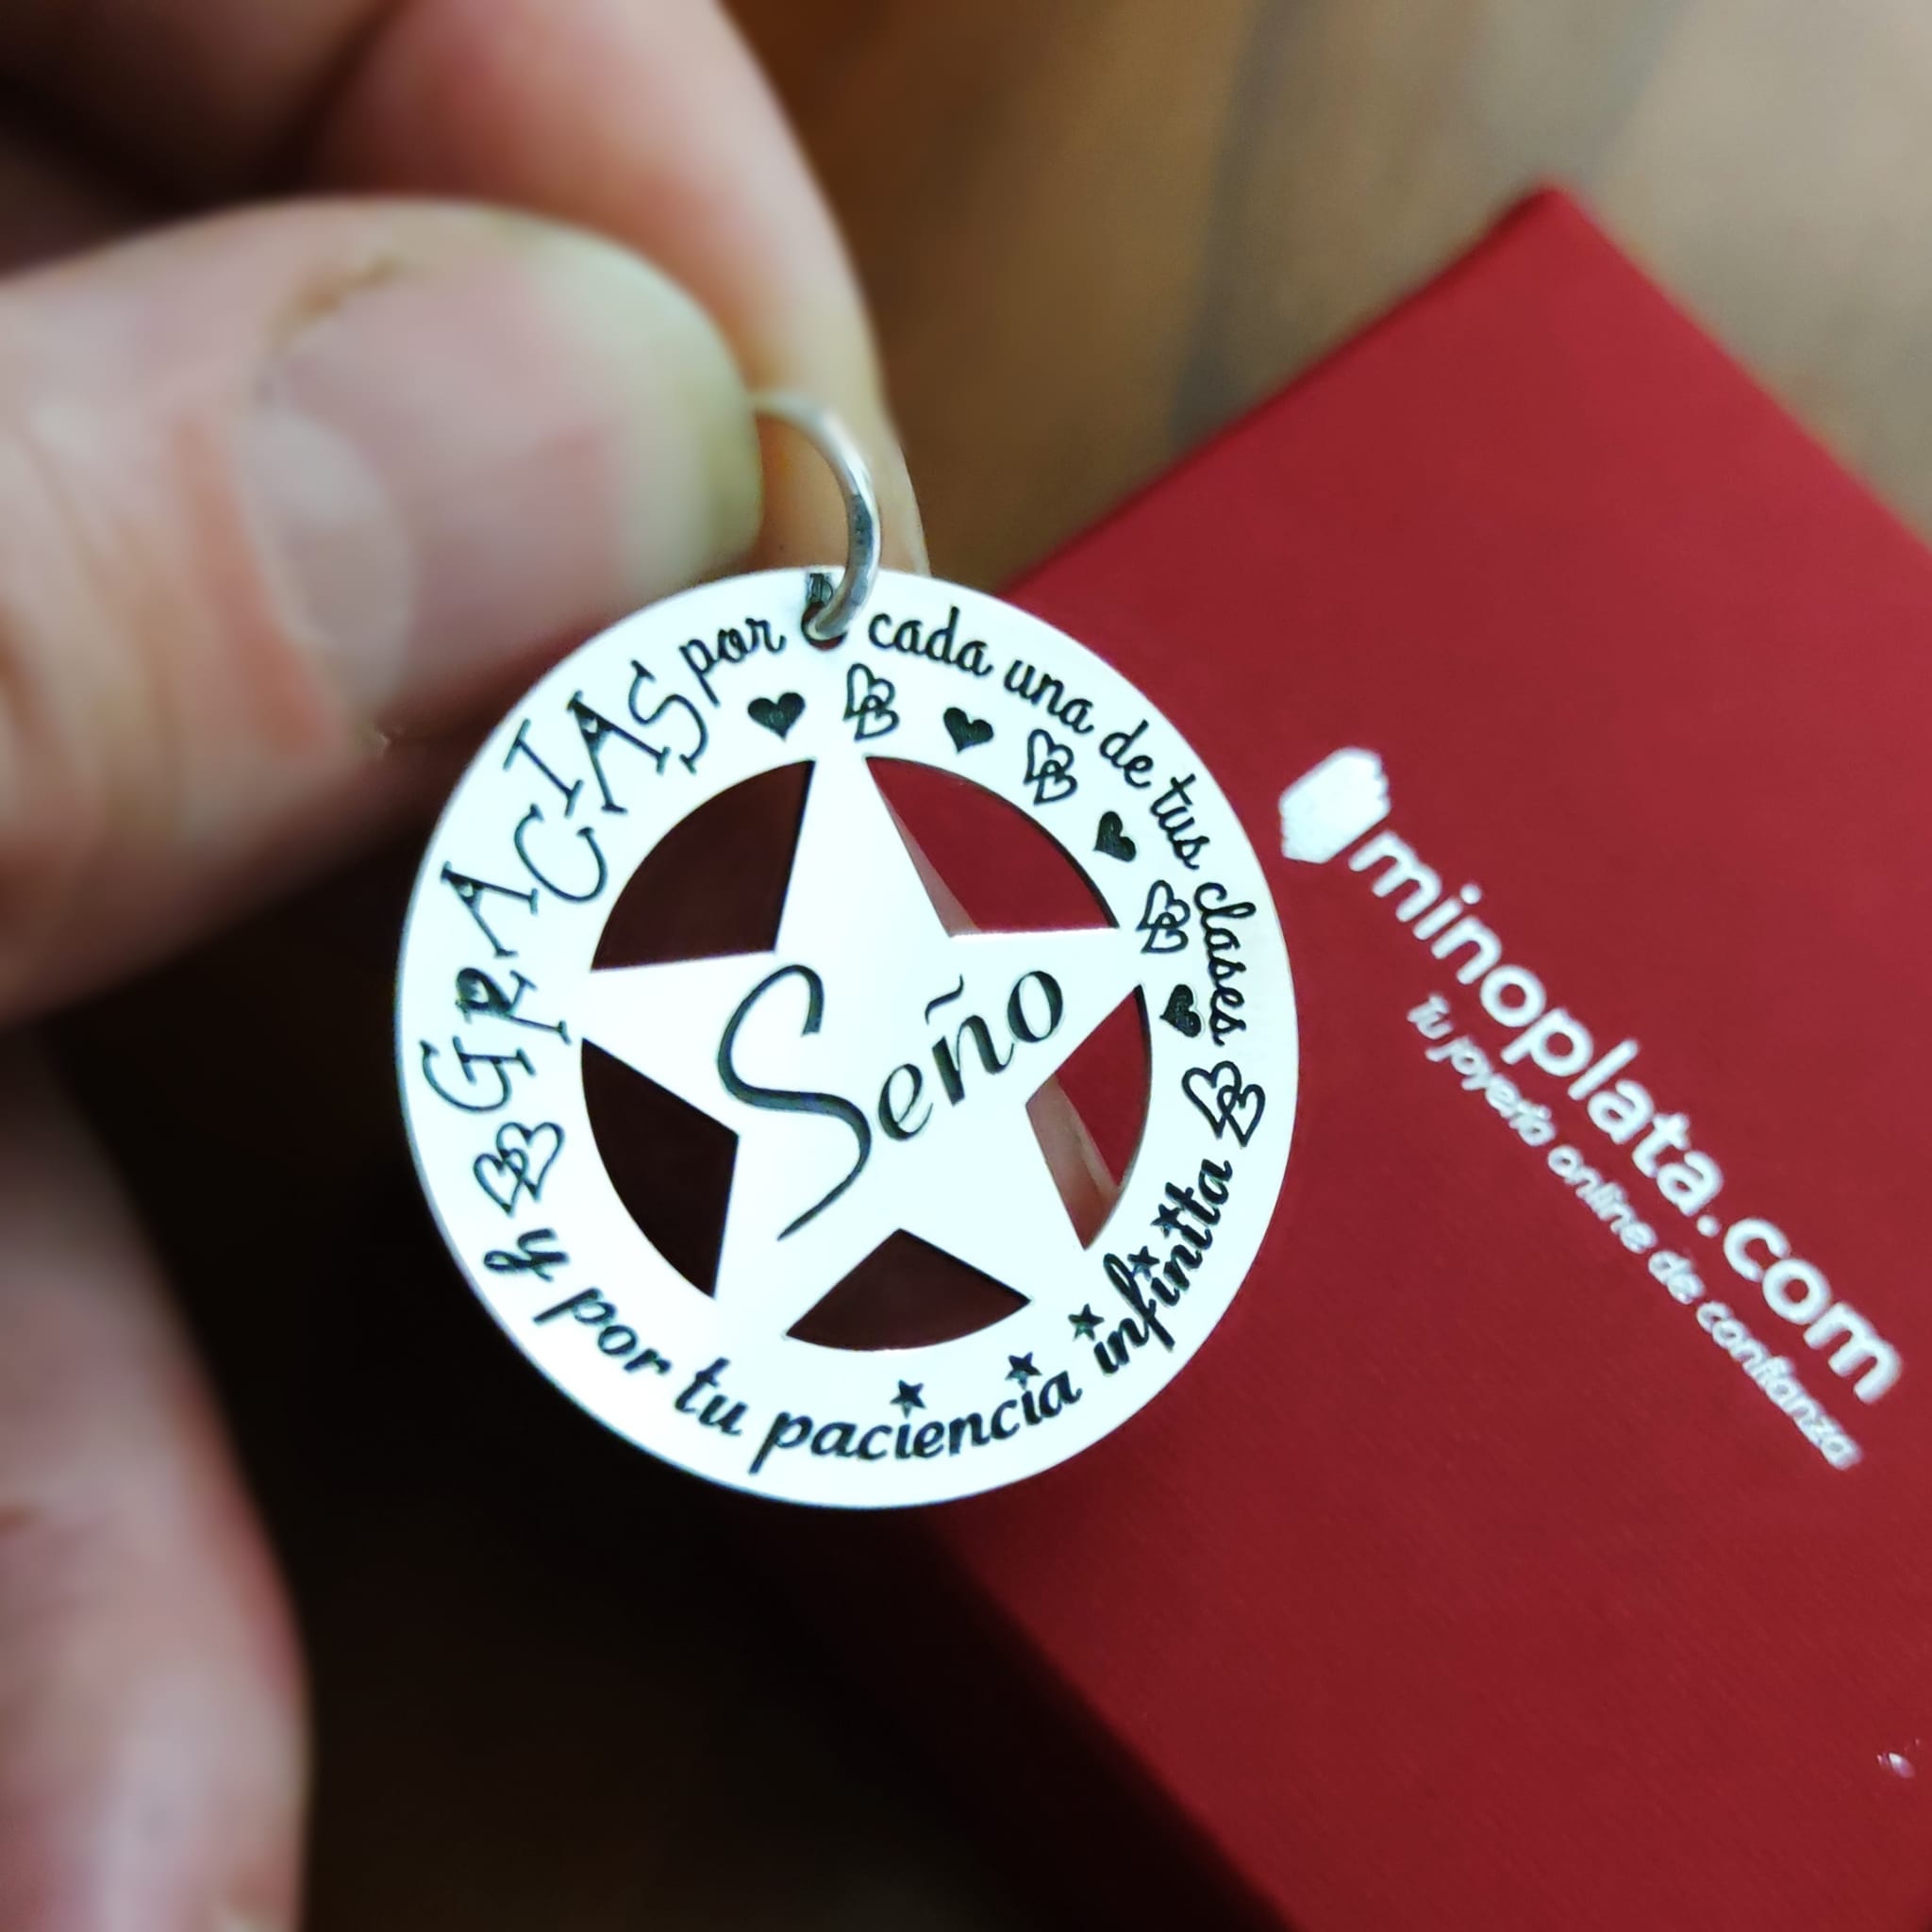 GRACIAS por cada una de tus clases
y por tu paciencia infinita
Seño
minoplata.com
Tu joyería online de confianza